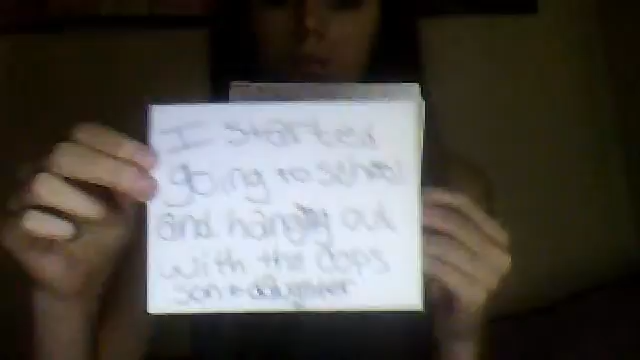 I started
going to school
and hanging out
with the cops
son + daughter